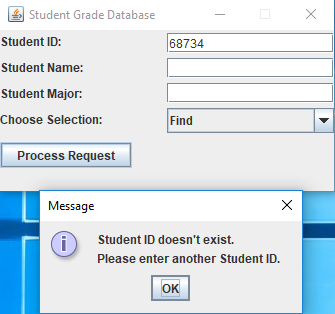 Student Grade Database
Student ID: 68734
Student Name:
Student Major:
Choose Selection: Find
Process Request
Message
Student ID doesn't exist.
Please enter another Student ID.
OK